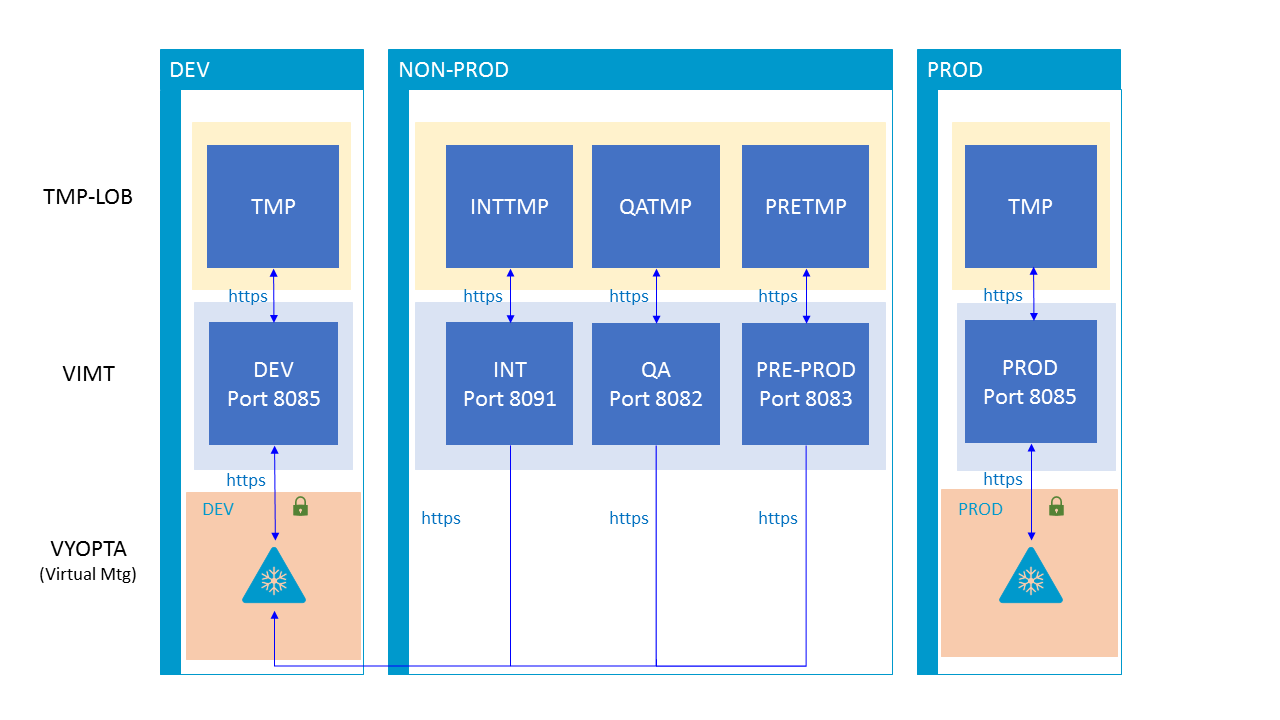 DEV
NON-PROD
PROD
TMP-LOB
TMP
INTTMP
QATMP
PRETMP
TMP
https
https
https
https
https
VIMT
DEV
Port 8085
INT
Port 8091
QA
Port 8082
PRE-PROD
Port 8083
PROD
Port 8085
https
https
DEV
https
https
https
PROD
VYOPTA
(Virtual Mtg)